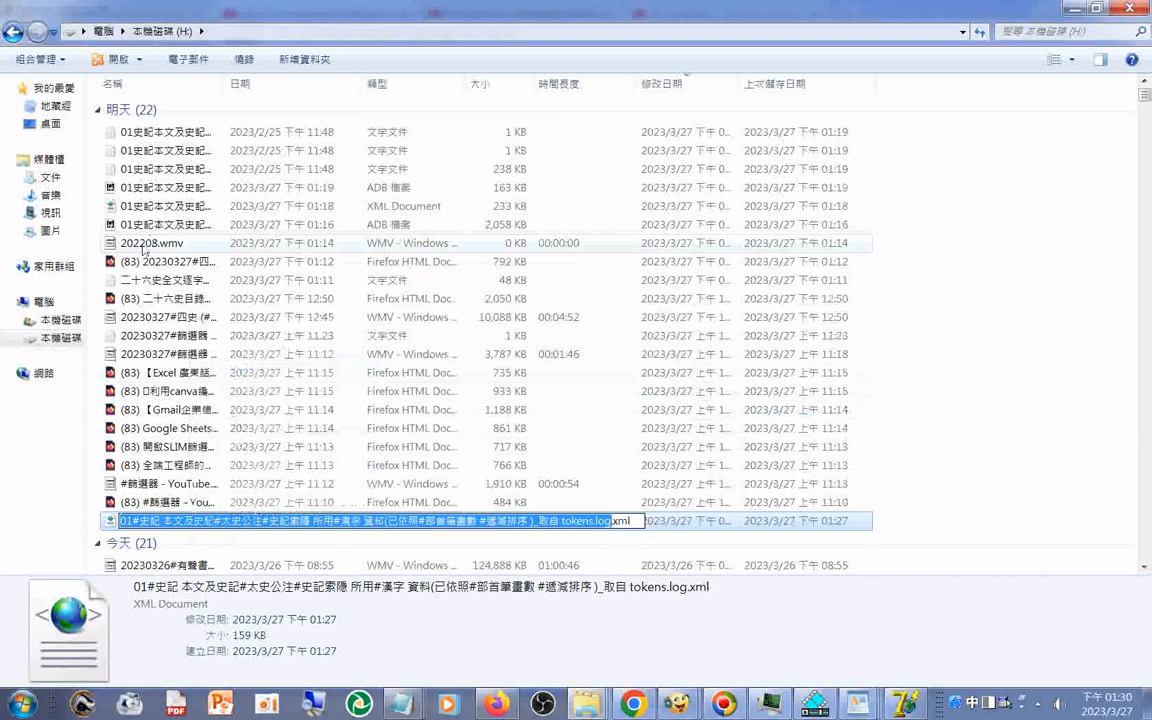 電腦 本機磁碟 (H:) 搜尋 本機磁碟 (H:)
組合管理 開啟 電子郵件 燒錄 新增資料夾
名稱 日期 類型 大小 時間長度 修改日期 上次儲存日期
我的最愛
地藏經
桌面
媒體櫃
文件
音樂
視訊
圖片
家用群組
電腦
本機磁碟
本機磁碟
網路
明天 (22)
01史記本文及史記... 2023/2/25 下午 11:48 文字文件 1 KB 2023/3/27 下午 0... 2023/3/27 下午 01:19
01史記本文及史記... 2023/2/25 下午 11:48 文字文件 1 KB 2023/3/27 下午 0... 2023/3/27 下午 01:19
01史記本文及史記... 2023/2/25 下午 11:48 文字文件 238 KB 2023/3/27 下午 0... 2023/3/27 下午 01:19
01史記本文及史記... 2023/3/27 下午 01:19 ADB 檔案 163 KB 2023/3/27 下午 0... 2023/3/27 下午 01:19
01史記本文及史記... 2023/3/27 下午 01:18 XML Document 233 KB 2023/3/27 下午 0... 2023/3/27 下午 01:18
01史記本文及史記... 2023/3/27 下午 01:16 ADB 檔案 2,058 KB 2023/3/27 下午 0... 2023/3/27 下午 01:16
202208.wmv 2023/3/27 下午 01:14 WMV - Windows ... 0 KB 00:00:00 2023/3/27 下午 0... 2023/3/27 下午 01:14
(83) 20230327#四... 2023/3/27 下午 01:12 Firefox HTML Doc... 792 KB 2023/3/27 下午 0... 2023/3/27 下午 01:12
二十六史全文逐字... 2023/3/27 下午 01:11 文字文件 48 KB 2023/3/27 下午 0... 2023/3/27 下午 01:11
(83) 二十六史目錄... 2023/3/27 下午 12:50 Firefox HTML Doc... 2,050 KB 2023/3/27 下午 1... 2023/3/27 下午 12:50
20230327#四史 (#... 2023/3/27 下午 12:45 WMV - Windows ... 10,088 KB 00:04:52 2023/3/27 下午 1... 2023/3/27 下午 12:50
20230327#篩選器 ... 2023/3/27 上午 11:23 文字文件 1 KB 2023/3/27 上午 1... 2023/3/27 上午 11:23
20230327#篩選器 ... 2023/3/27 上午 11:12 WMV - Windows ... 3,787 KB 00:01:46 2023/3/27 上午 1... 2023/3/27 上午 11:18
(83) 【Excel 廣東話... 2023/3/27 上午 11:15 Firefox HTML Doc... 735 KB 2023/3/27 上午 1... 2023/3/27 上午 11:15
(83) 利用canva編... 2023/3/27 上午 11:15 Firefox HTML Doc... 933 KB 2023/3/27 上午 1... 2023/3/27 上午 11:15
(83) 【Gmail企業信... 2023/3/27 上午 11:14 Firefox HTML Doc... 1,188 KB 2023/3/27 上午 1... 2023/3/27 上午 11:14
(83) Google Sheets... 2023/3/27 上午 11:14 Firefox HTML Doc... 861 KB 2023/3/27 上午 1... 2023/3/27 上午 11:14
(83) 開啟SLIM篩選... 2023/3/27 上午 11:13 Firefox HTML Doc... 717 KB 2023/3/27 上午 1... 2023/3/27 上午 11:13
(83) 全端工程師的... 2023/3/27 上午 11:13 Firefox HTML Doc... 766 KB 2023/3/27 上午 1... 2023/3/27 上午 11:13
#篩選器 - YouTube... 2023/3/27 上午 11:13 WMV - Windows ... 1,910 KB 00:00:54 2023/3/27 上午 1... 2023/3/27 上午 11:13
(83) #篩選器 - You... 2023/3/27 上午 11:10 Firefox HTML Doc... 484 KB 2023/3/27 上午 1... 2023/3/27 上午 11:10
01#史記 本文及史記#太史公注#史記索隱 所用#漢字 資料(已依照#部首筆畫數 #遞減排序 )_取自 tokens.log.xml 2023/3/27 下午 0... 2023/3/27 下午 01:27
今天 (21)
20230326#有聲書... 2023/3/26 下午 08:55 WMV - Windows ... 124,888 KB 01:00:46 2023/3/26 下午 0... 2023/3/26 下午 08:55
01#史記 本文及史記#太史公注#史記索隱 所用#漢字 資料(已依照#部首筆畫數 #遞減排序 )_取自 tokens.log.xml
XML Document
修改日期: 2023/3/27 下午 01:27
大小: 159 KB
建立日期: 2023/3/27 下午 01:27
中
下午 01:30
2023/3/27